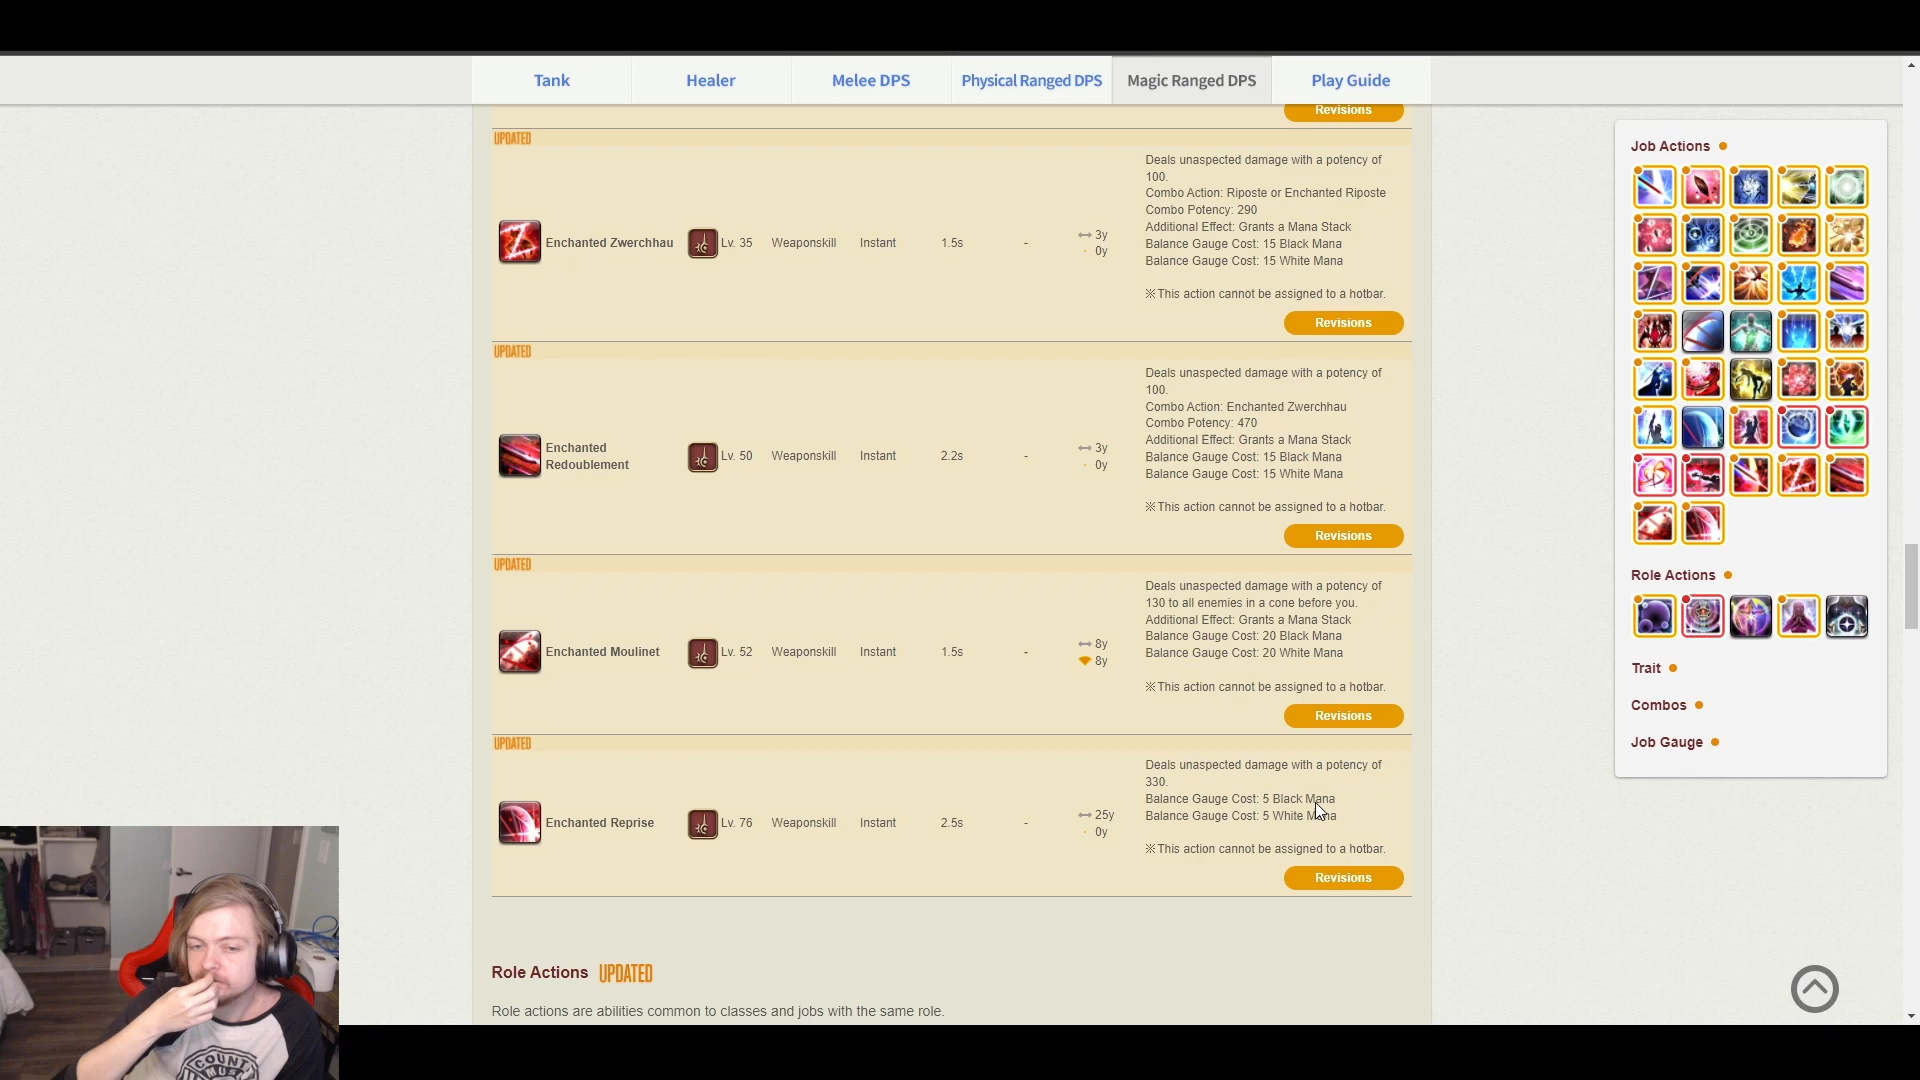 Tank
Healer
Melee DPS
Physical Ranged DPS
Magic Ranged DPS
Play Guide
Revisions
UPDATED
Enchanted Zwerchhau
Lv. 35
Weaponskill
Instant
1.5s
-
3y
0y
Deals unaspected damage with a potency of
100.
Combo Action: Riposte or Enchanted Riposte
Combo Potency: 290
Additional Effect: Grants a Mana Stack
Balance Gauge Cost: 15 Black Mana
Balance Gauge Cost: 15 White Mana
※This action cannot be assigned to a hotbar.
Revisions
UPDATED
Enchanted
Redoublement
Lv. 50
Weaponskill
Instant
2.2s
-
3y
0y
Deals unaspected damage with a potency of
100.
Combo Action: Enchanted Zwerchhau
Combo Potency: 470
Additional Effect: Grants a Mana Stack
Balance Gauge Cost: 15 Black Mana
Balance Gauge Cost: 15 White Mana
※This action cannot be assigned to a hotbar.
Revisions
UPDATED
Enchanted Moulinet
Lv. 52
Weaponskill
Instant
1.5s
-
8y
8y
Deals unaspected damage with a potency of
130 to all enemies in a cone before you.
Additional Effect: Grants a Mana Stack
Balance Gauge Cost: 20 Black Mana
Balance Gauge Cost: 20 White Mana
※This action cannot be assigned to a hotbar.
Revisions
UPDATED
Enchanted Reprise
Lv. 76
Weaponskill
Instant
2.5s
-
25y
0y
Deals unaspected damage with a potency of
330.
Balance Gauge Cost: 5 Black Mana
Balance Gauge Cost: 5 White Mana
※This action cannot be assigned to a hotbar.
Revisions
Role Actions UPDATED
Role actions are abilities common to classes and jobs with the same role.
Job Actions
Role Actions
Trait
Combos
Job Gauge
COUNT
MUS